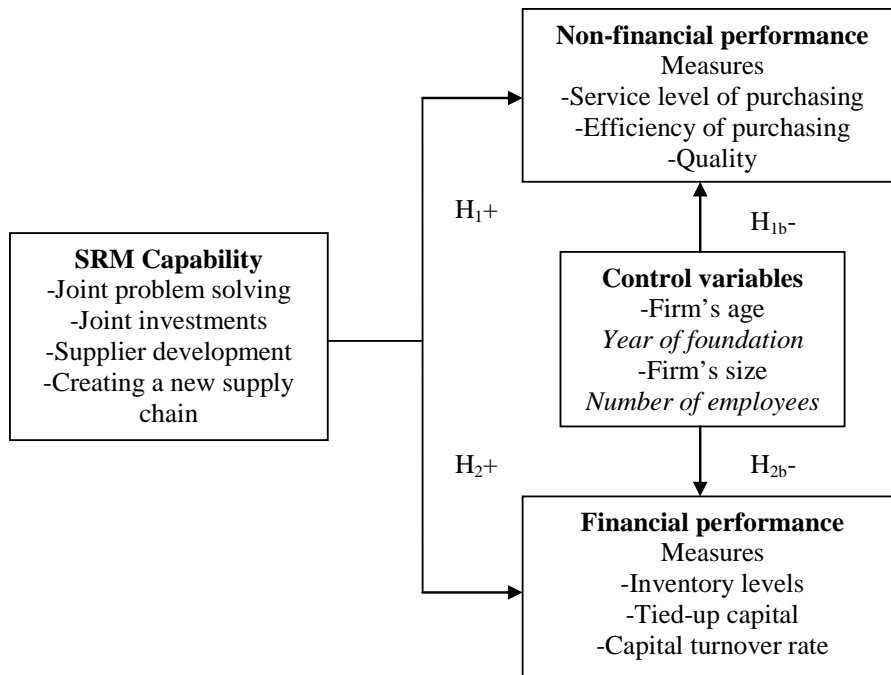 Non-financial performance
Measures
-Service level of purchasing
-Efficiency of purchasing
-Quality
H₁+
H₁b-
SRM Capability
-Joint problem solving
-Joint investments
-Supplier development
-Creating a new supply
chain
Control variables
-Firm's age
Year of foundation
-Firm's size
Number of employees
H₂+
H₂b-
Financial performance
Measures
-Inventory levels
-Tied-up capital
-Capital turnover rate